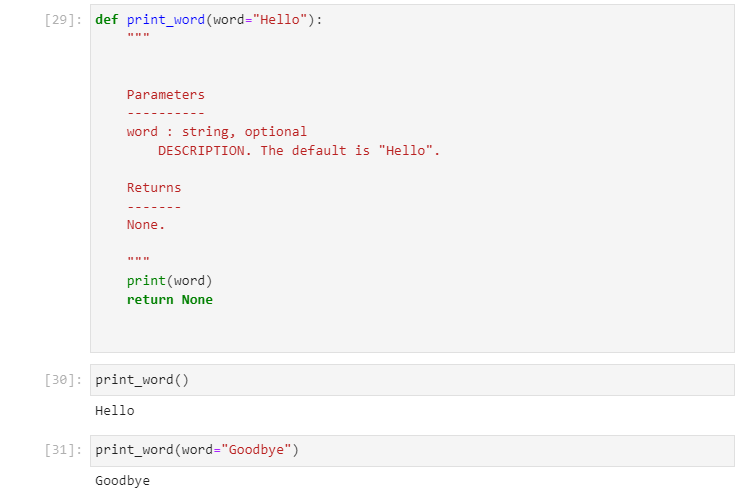 [29]: def print_word(word="Hello"):
    """
    Parameters
    ----------
    word : string, optional
        DESCRIPTION. The default is "Hello".
    Returns
    -------
    None.
    """
    print(word)
    return None
[30]: print_word()
Hello
[31]: print_word(word="Goodbye")
Goodbye